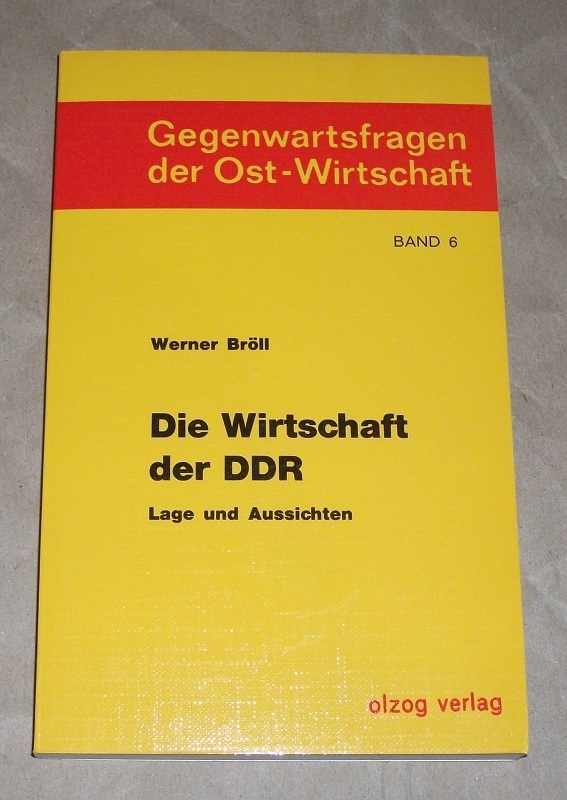 Gegenwartsfragen
der Ost-Wirtschaft
BAND 6
Werner Bröll
Die Wirtschaft
der DDR
Lage und Aussichten
olzog verlag